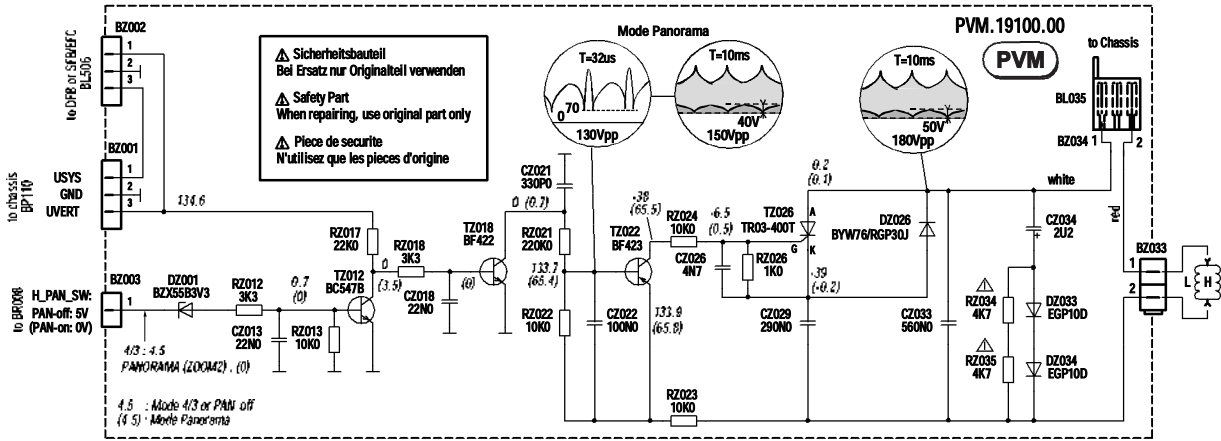 PVM.19100.00
PVM
Mode Panorama
to Chassis
BL035
BZ034 1 2
white
red
BZ033
1
2
L H
BZ002
1
2
3
to DFB or SFB/EFC
BL506
BZ001
USYS 1
GND 2
UVERT 3
to chassis
BP110
134.6
⚠ Sicherheitsbauteil
Bei Ersatz nur Originalteil verwenden
⚠ Safety Part
When repairing, use original part only
⚠ Piece de securite
N'utilisez que les pieces d'origine
T=32us
70
0
130Vpp
T=10ms
40V
150Vpp
T=10ms
50V
180Vpp
BZ003
H_PAN_SW: 1
PAN-off: 5V
(PAN-on: 0V)
DZ001
BZX55B3V3
RZ012
3K3
CZ013
22N0
RZ013
10K0
0.7
(0)
TZ012
BC547B
RZ017
22K0
0
(3.5)
RZ018
3K3
CZ018
22N0
(0)
TZ018
BF422
0 (0.7)
CZ021
330P0
RZ021
220K0
133.7
(65.4)
RZ022
10K0
CZ022
100N0
TZ022
BF423
-38
(65.5)
133.9
(65.8)
RZ024
10K0
RZ023
10K0
-6.5
(0.5)
CZ026
4N7
RZ026
1K0
TZ026
TR03-400T
A
G K
0.2
(0.1)
-39
(-0.2)
CZ029
290N0
DZ026
BYW76/RGP30J
CZ033
560N0
CZ034
2U2
+
⚠
RZ034
4K7
⚠
RZ035
4K7
DZ033
EGP10D
DZ034
EGP10D
4/3 : 4.5
PANORAMA (ZOOM2) : (0)
4.5 : Mode 4/3 or PAN off
(4.5) : Mode Panorama